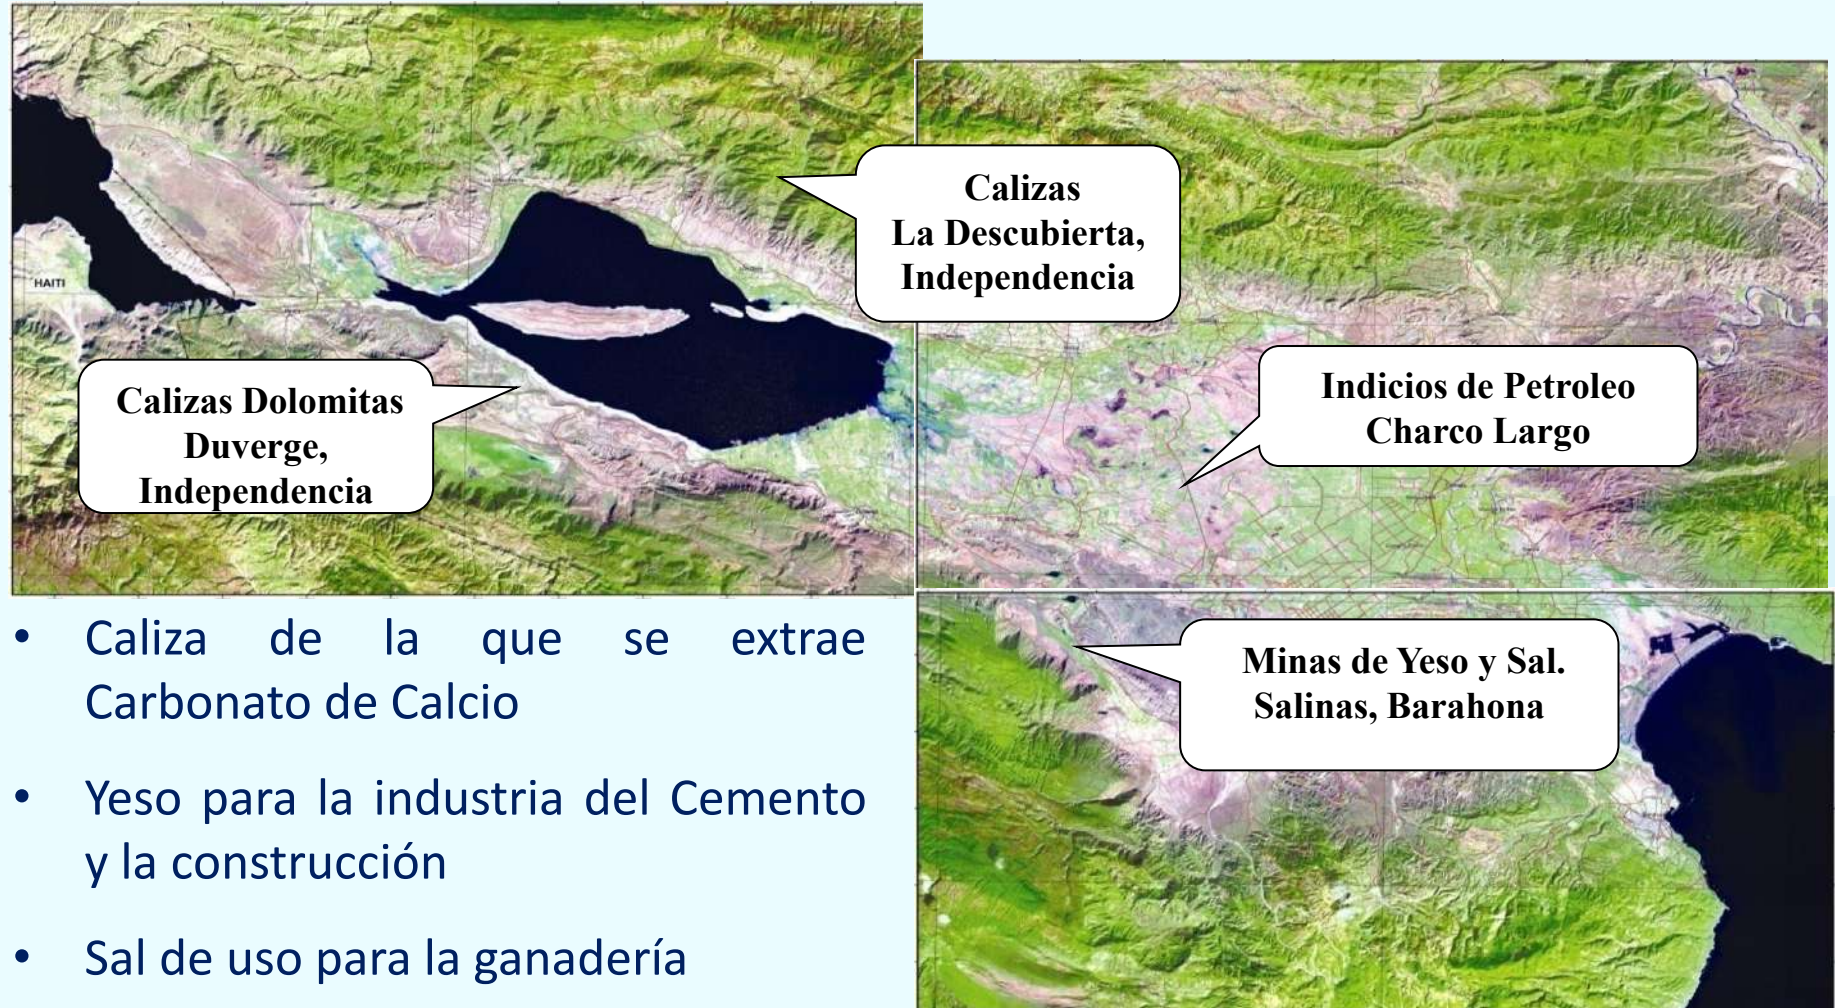 Calizas
La Descubierta,
Independencia
HAITI
Calizas Dolomitas
Duverge,
Independencia
Indicios de Petroleo
Charco Largo
Minas de Yeso y Sal.
Salinas, Barahona
• Caliza de la que se extrae
Carbonato de Calcio
• Yeso para la industria del Cemento
y la construcción
• Sal de uso para la ganadería